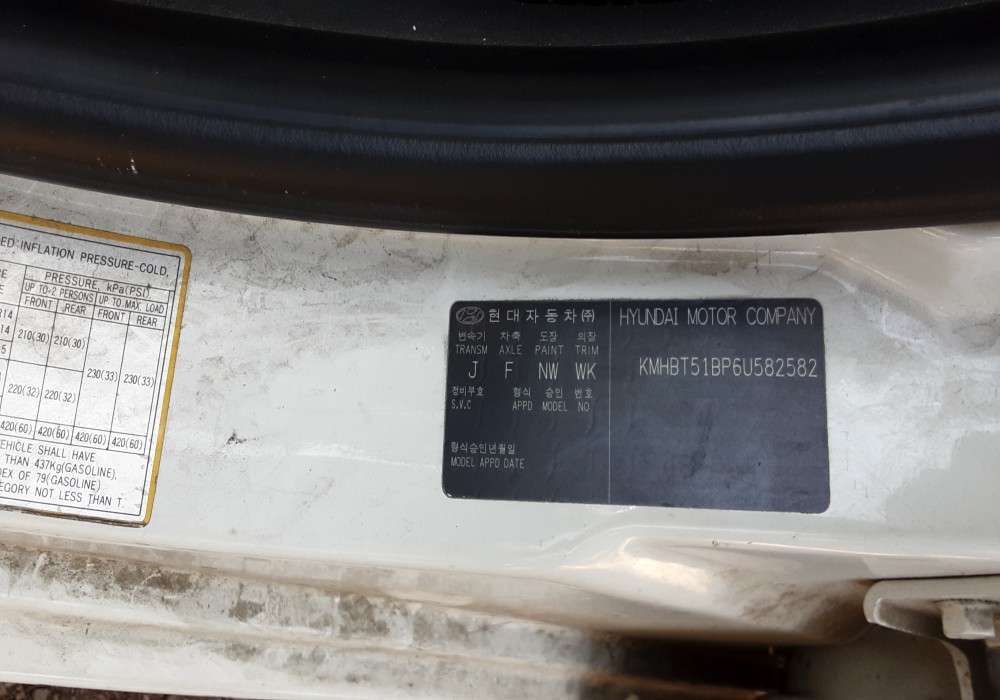 ED INFLATION PRESSURE-COLD,
PRESSURE, kPa(PSI)
UP TO 2 PERSONS UP TO MAX. LOAD
FRONT REAR FRONT REAR
R14
14
5
210(30) 210(30)
230(33) 230(33)
220(32) 220(32)
420(60) 420(60) 420(60) 420(60)
EHICLE SHALL HAVE
THAN 437Kg(GASOLINE),
DEX OF 79(GASOLINE)
EGORY NOT LESS THAN T.
현대자동차㈜
변속기 차축 도장 의장
TRANSM AXLE PAINT TRIM
J F NW WK
정비부호 형식 승인 번호
S.V.C APPD MODEL NO
형식승인년월일
MODEL APPD DATE
HYUNDAI MOTOR COMPANY
KMHBT51BP6U582582